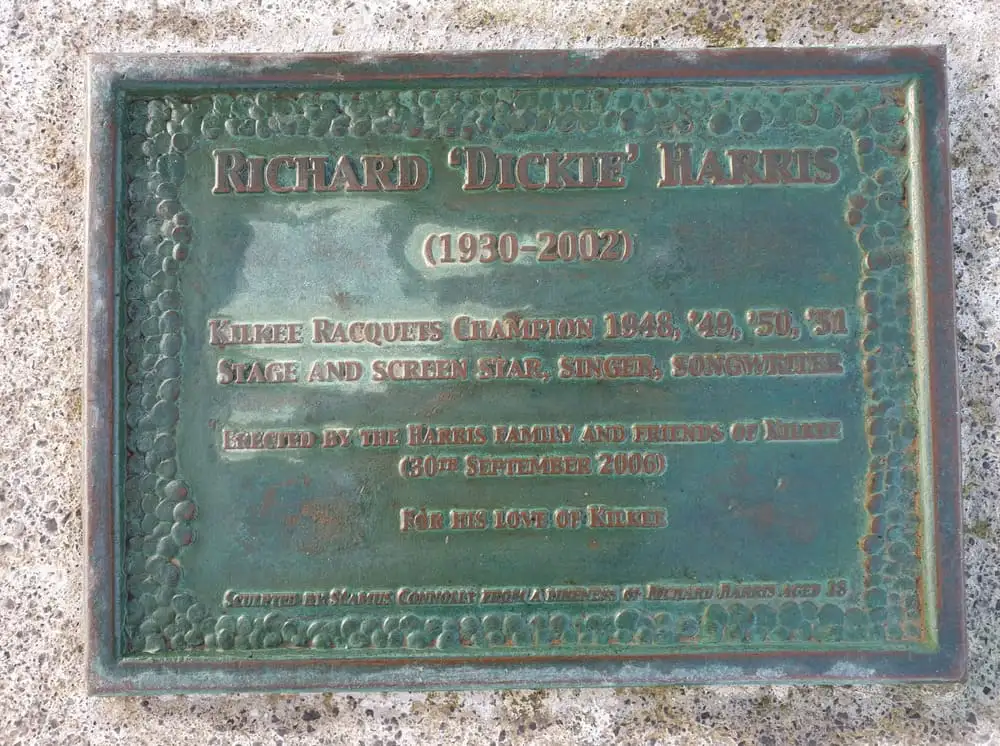 RICHARD ‘DICKIE’ HARRIS
(1930–2002)
KILKEE RACQUETS CHAMPION 1948, ’49, ’50, ’51
STAGE AND SCREEN STAR, SINGER, SONGWRITER
ERECTED BY THE HARRIS FAMILY AND FRIENDS OF KILKEE
(30TH SEPTEMBER 2006)
FOR HIS LOVE OF KILKEE
SCULPTED BY SEAMUS CONNOLLY FROM A LIKENESS OF RICHARD HARRIS AGED 18